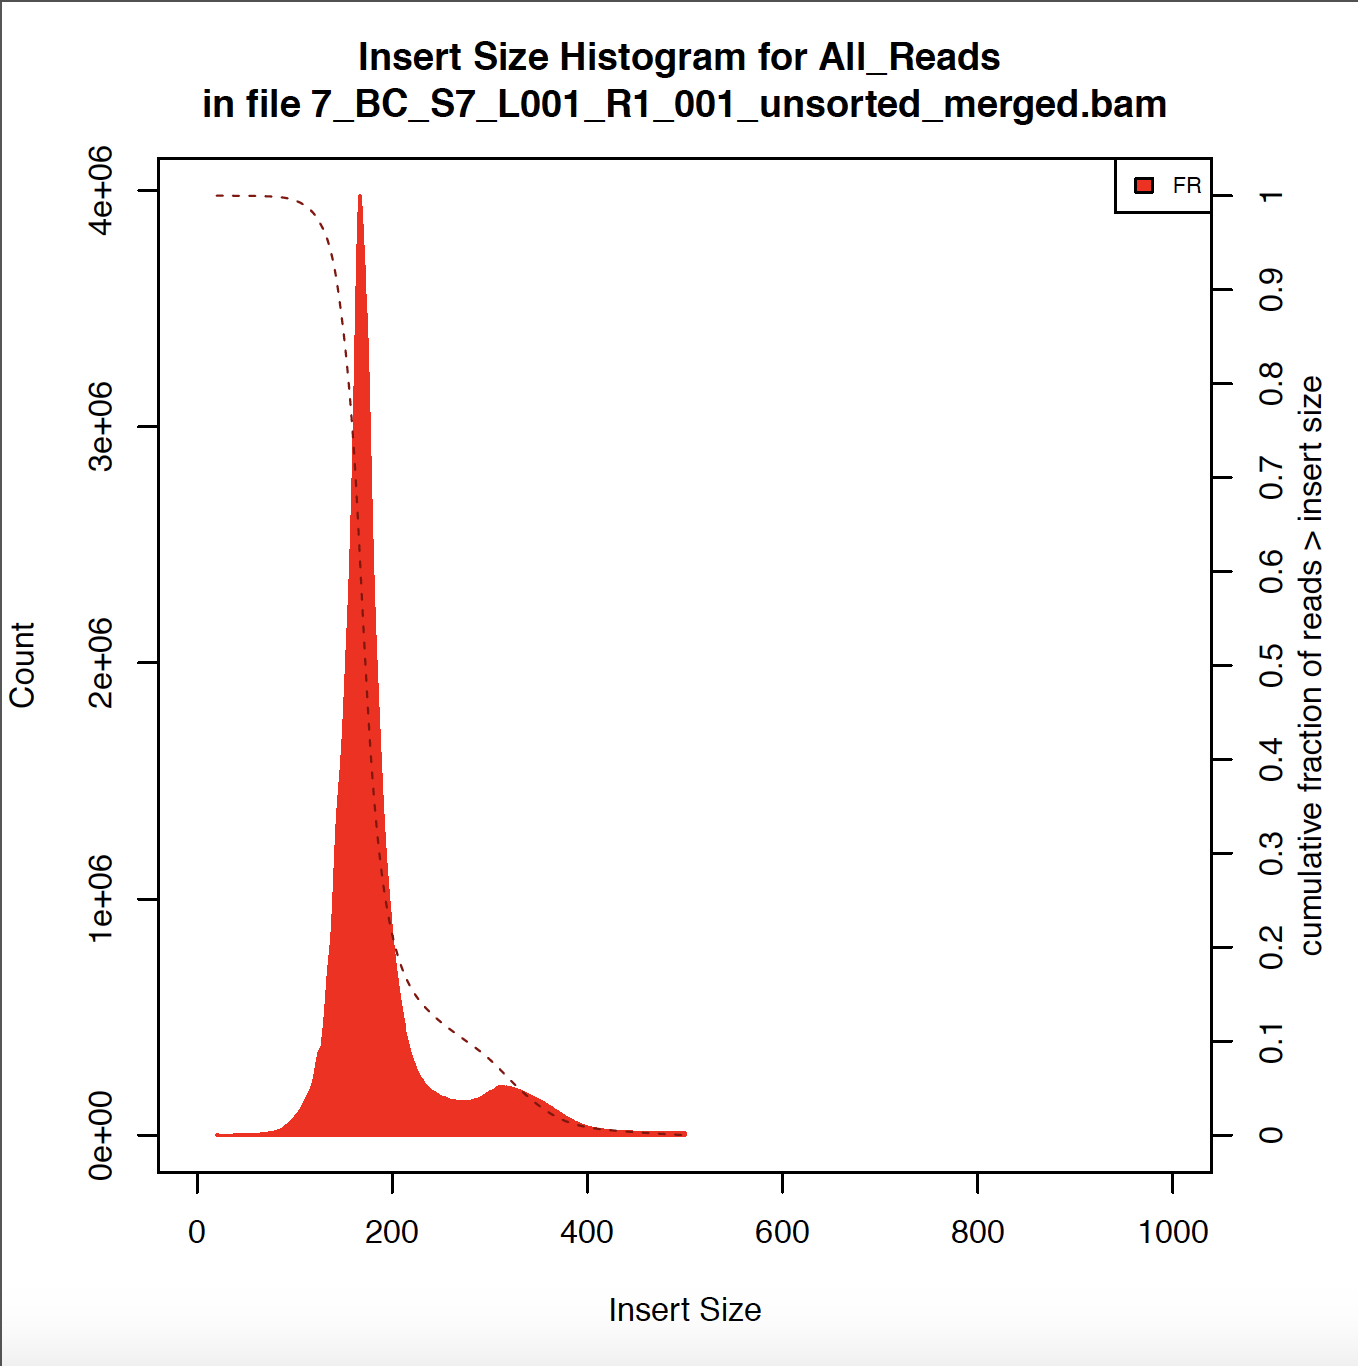 Insert Size Histogram for All_Reads
in file 7_BC_S7_L001_R1_001_unsorted_merged.bam
FR
Count
0e+00
1e+06
2e+06
3e+06
4e+06
0
200
400
600
800
1000
Insert Size
0
0.1
0.2
0.3
0.4
0.5
0.6
0.7
0.8
0.9
1
cumulative fraction of reads > insert size